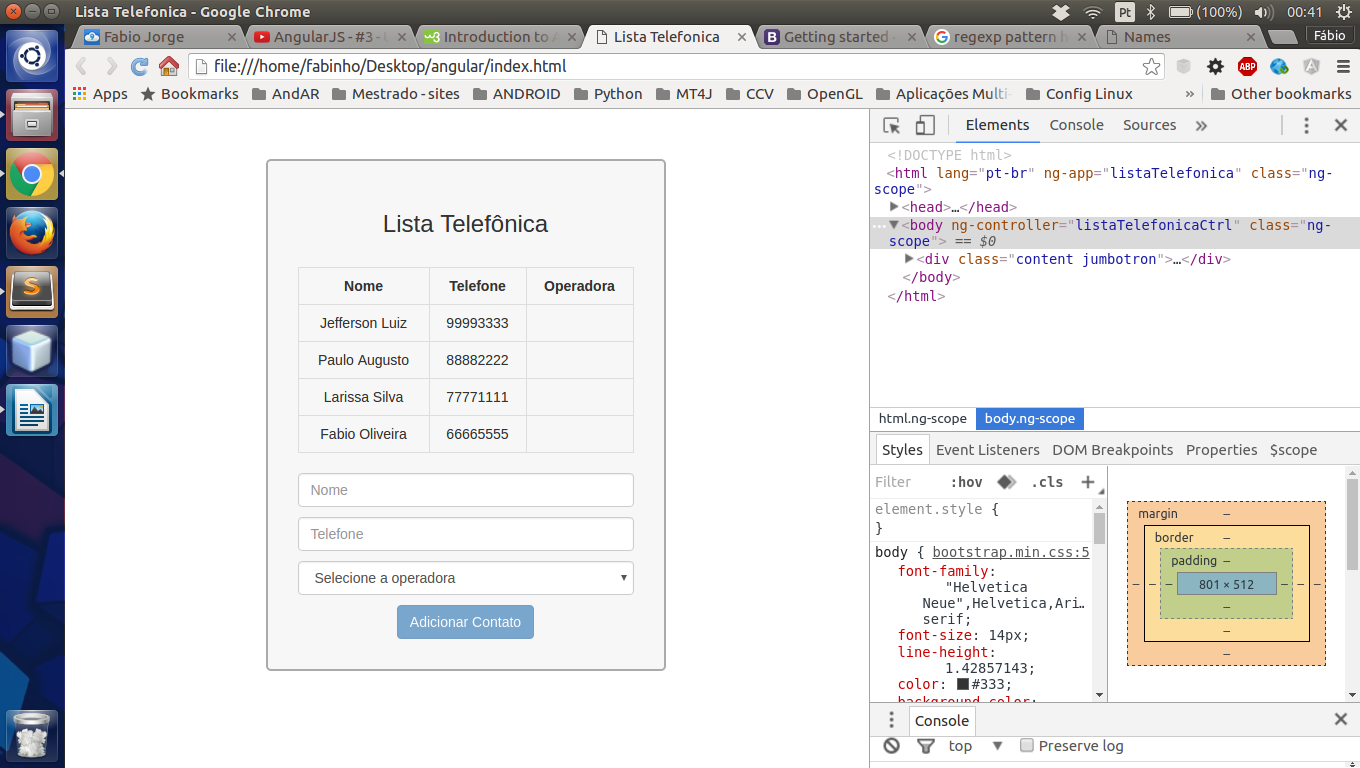 Lista Telefonica - Google Chrome
Pt (100%) 00:41
Fabio Jorge
AngularJS - #3 -
Introduction to
Lista Telefonica
Getting started
regexp pattern h
Names
Fábio
file:///home/fabinho/Desktop/angular/index.html
ABP
Apps Bookmarks AndAR Mestrado - sites ANDROID Python MT4J CCV OpenGL Aplicações Multi- Config Linux » Other bookmarks
Lista Telefônica
Nome Telefone Operadora
Jefferson Luiz 99993333
Paulo Augusto 88882222
Larissa Silva 77771111
Fabio Oliveira 66665555
Nome
Telefone
Selecione a operadora
Adicionar Contato
Elements Console Sources »
<!DOCTYPE html>
<html lang="pt-br" ng-app="listaTelefonica" class="ng-
scope">
<head>…</head>
<body ng-controller="listaTelefonicaCtrl" class="ng-
scope"> == $0
<div class="content jumbotron">…</div>
</body>
</html>
html.ng-scope body.ng-scope
Styles Event Listeners DOM Breakpoints Properties $scope
Filter :hov .cls +
element.style {
}
body { bootstrap.min.css:5
font-family:
"Helvetica
Neue",Helvetica,Ari…
serif;
font-size: 14px;
line-height:
1.42857143;
color: #333;
background-color:
margin –
border –
padding –
– – – 801 × 512 – – –
–
–
–
Console
top Preserve log